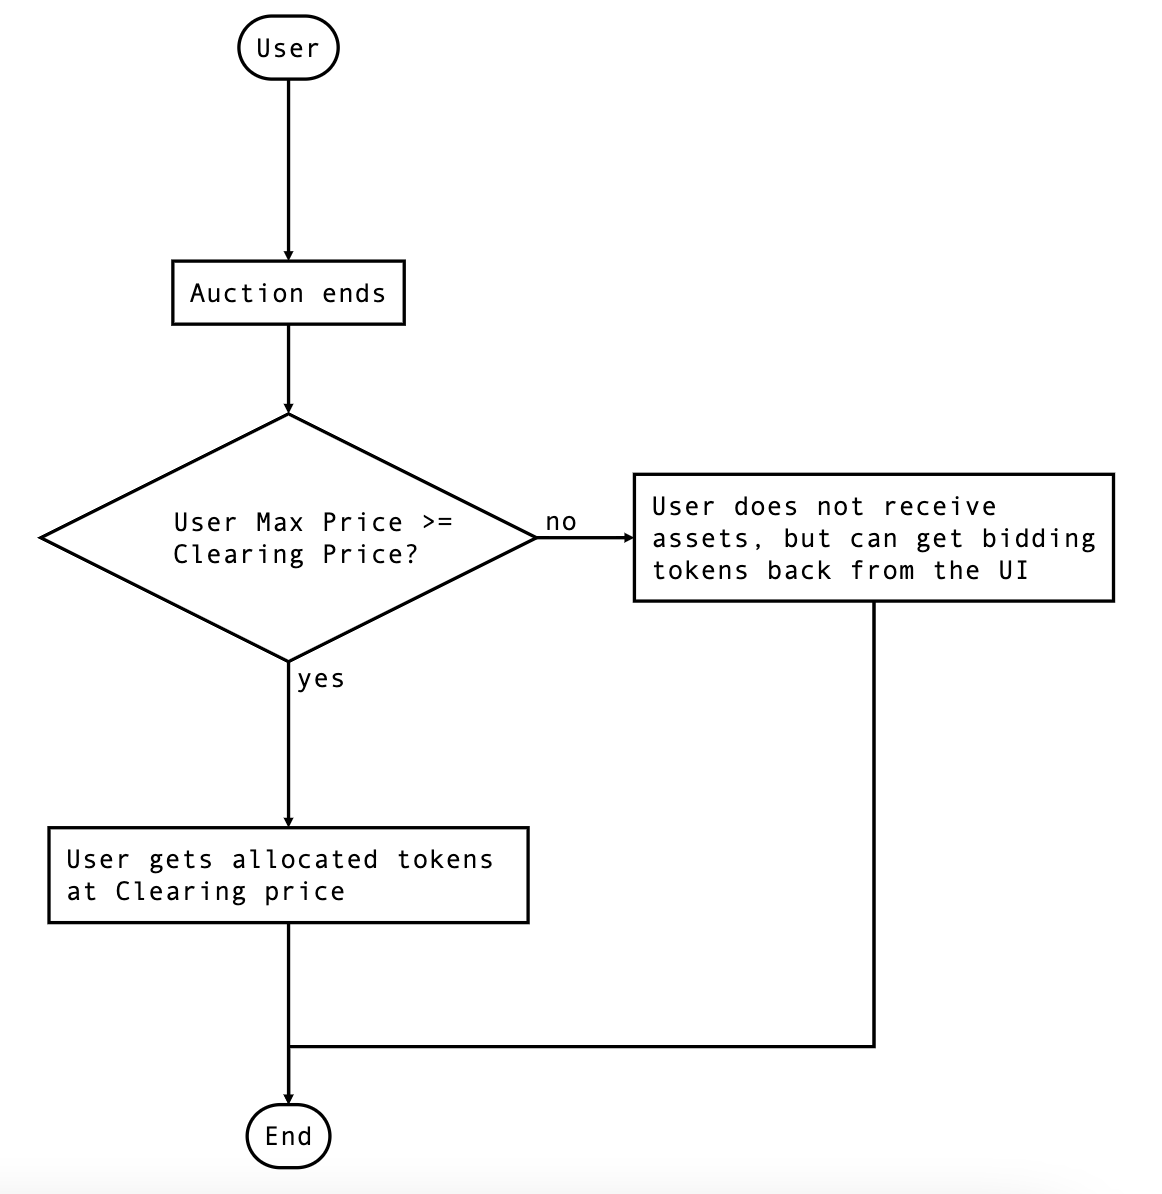 User
Auction ends
User Max Price >=
Clearing Price?
no
User does not receive
assets, but can get bidding
tokens back from the UI
yes
User gets allocated tokens
at Clearing price
End